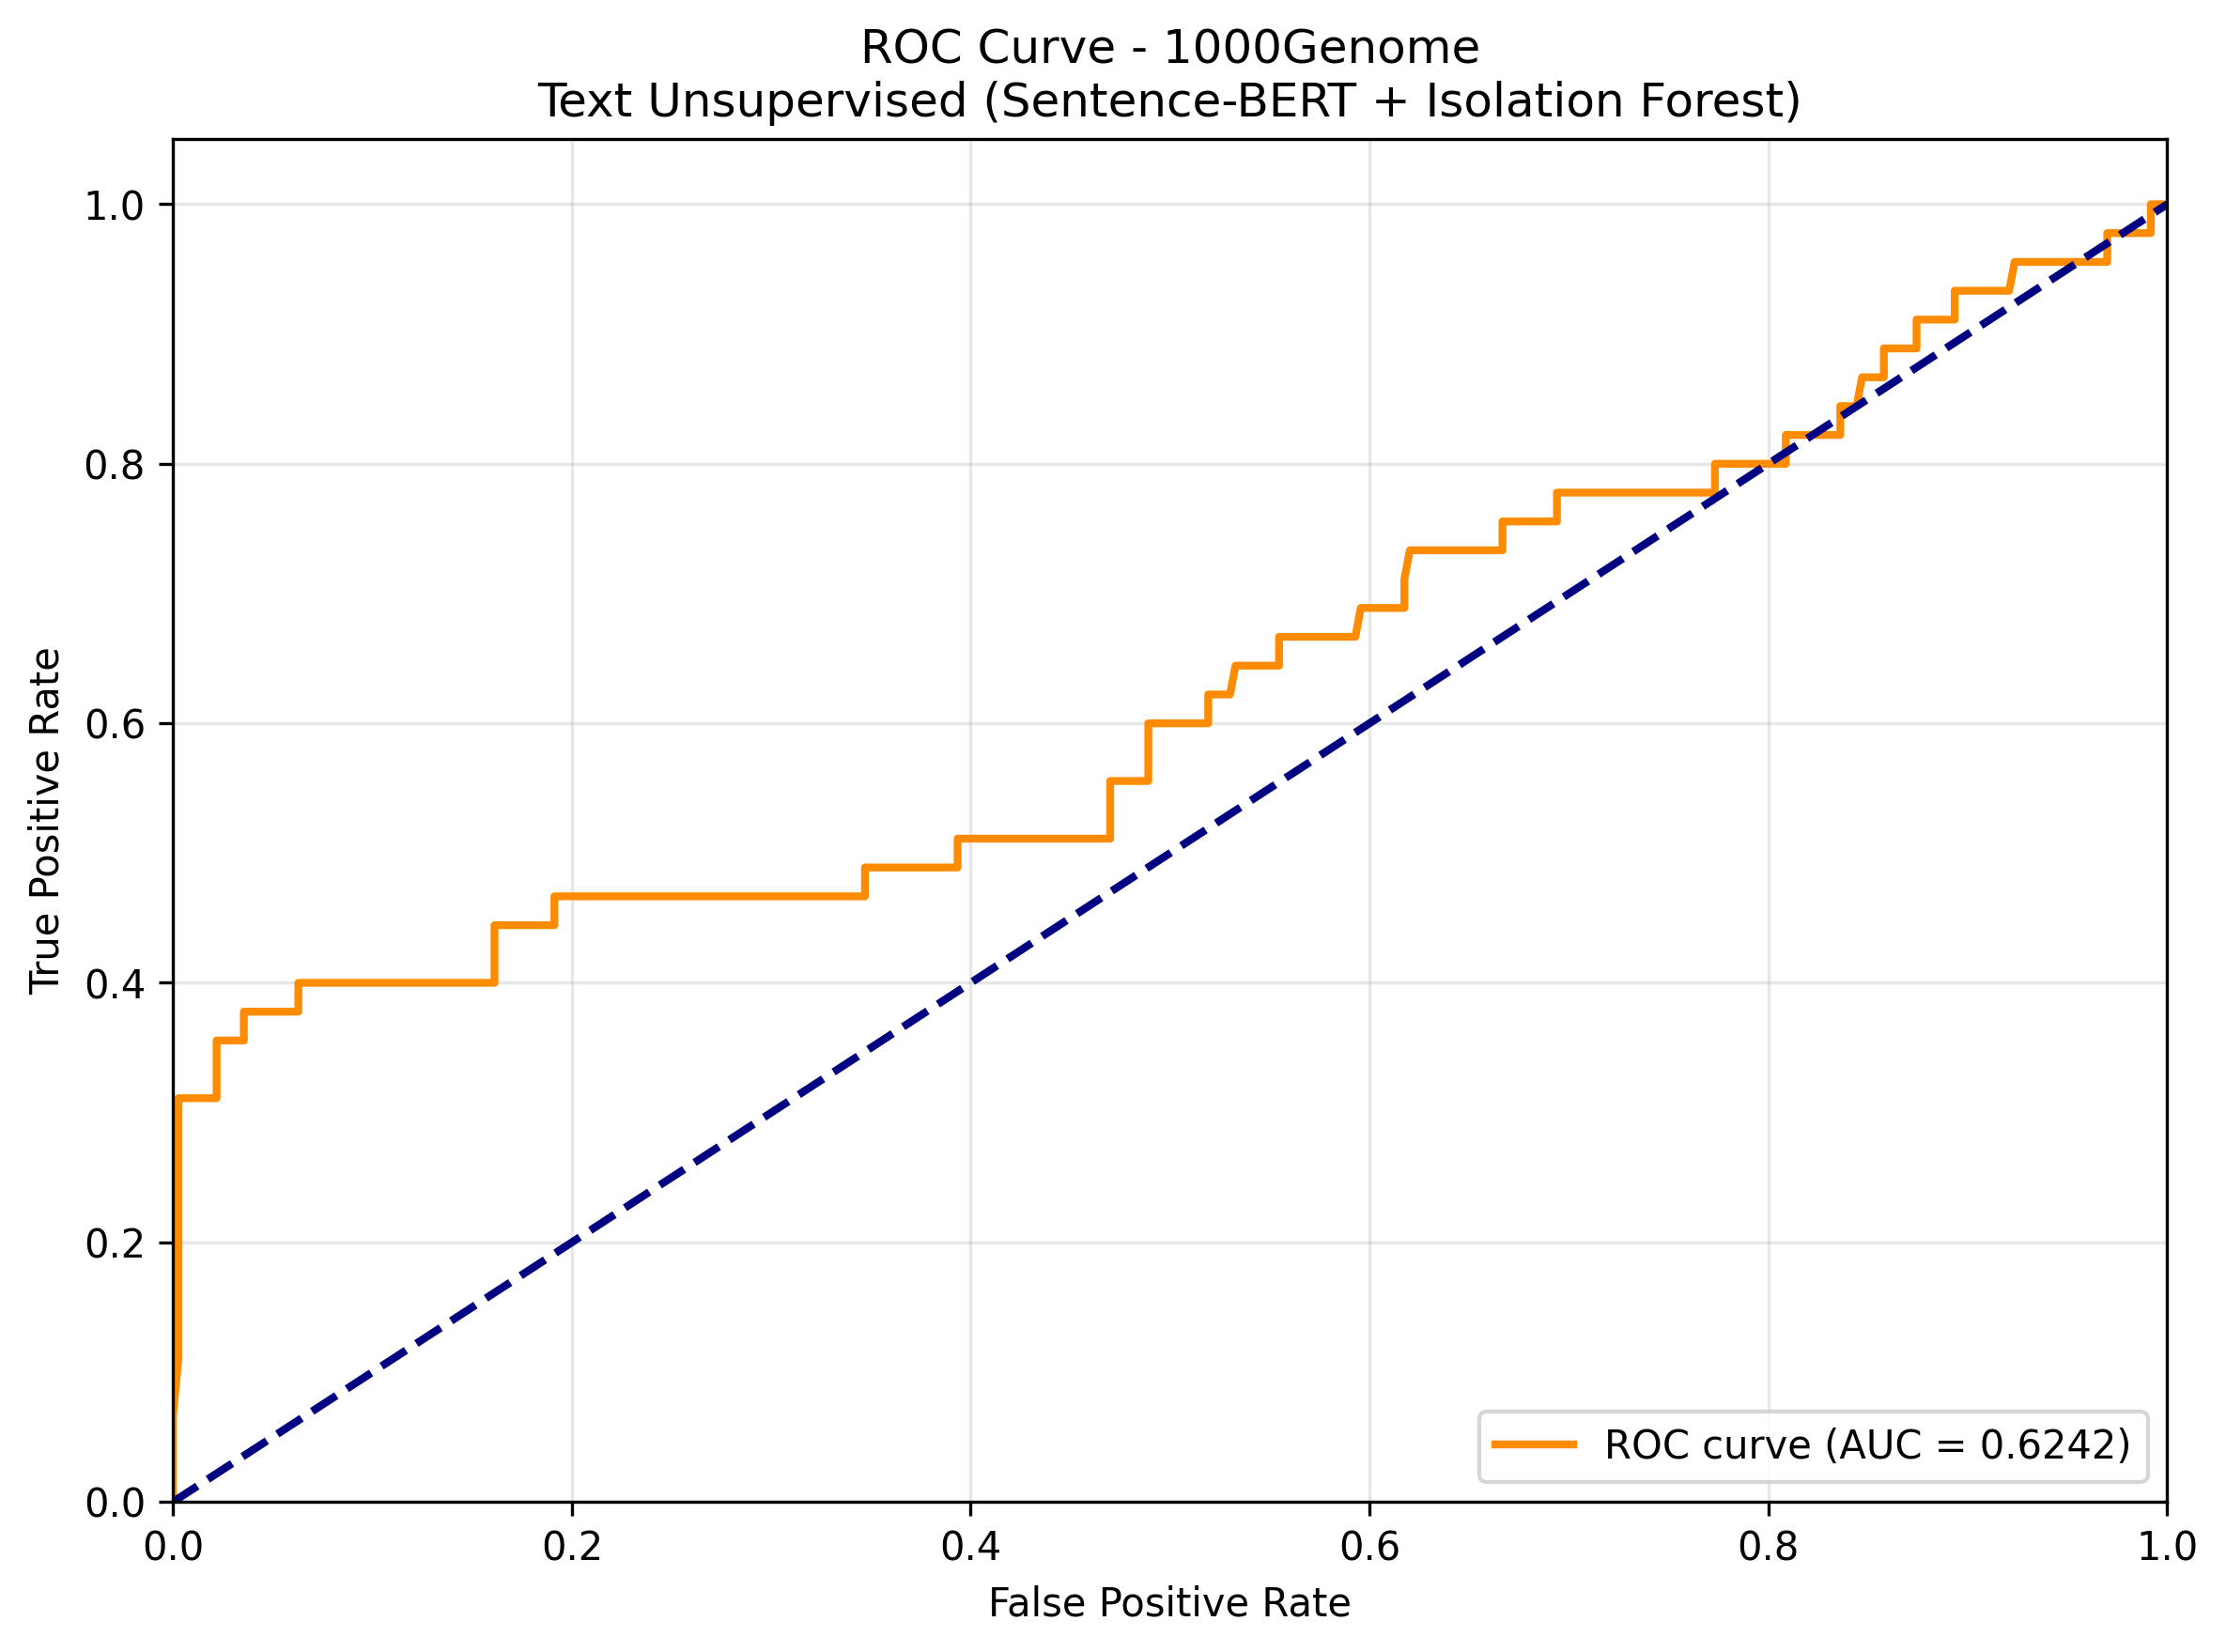 ROC Curve - 1000Genome
Text Unsupervised (Sentence-BERT + Isolation Forest)
True Positive Rate
1.0
0.8
0.6
0.4
0.2
0.0
ROC curve (AUC = 0.6242)
0.0 0.2 0.4 0.6 0.8 1.0
False Positive Rate